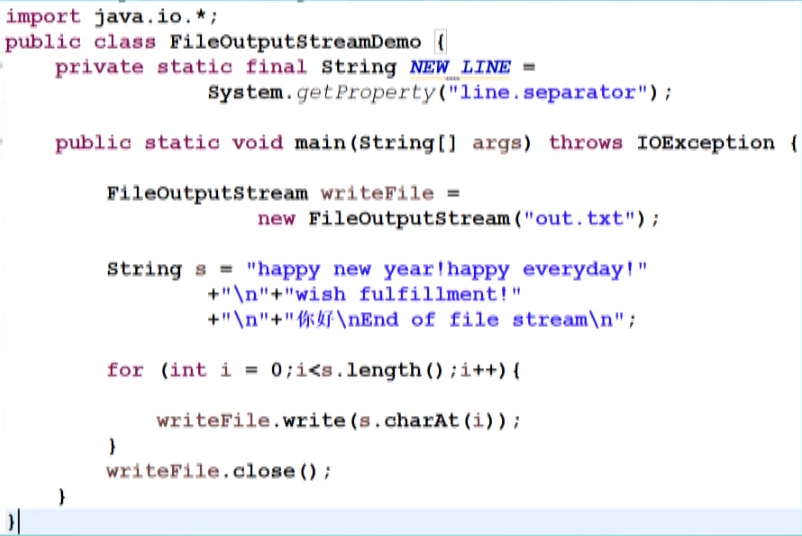 import java.io.*;
public class FileOutputStreamDemo {
    private static final String NEW_LINE =
            System.getProperty("line.separator");

    public static void main(String[] args) throws IOException {

        FileOutputStream writeFile =
                new FileOutputStream("out.txt");

        String s = "happy new year!happy everyday!"
            +"\n"+"wish fulfillment!"
            +"\n"+"你好\nEnd of file stream\n";

        for (int i = 0;i<s.length();i++){

            writeFile.write(s.charAt(i));
        }
        writeFile.close();
    }
}